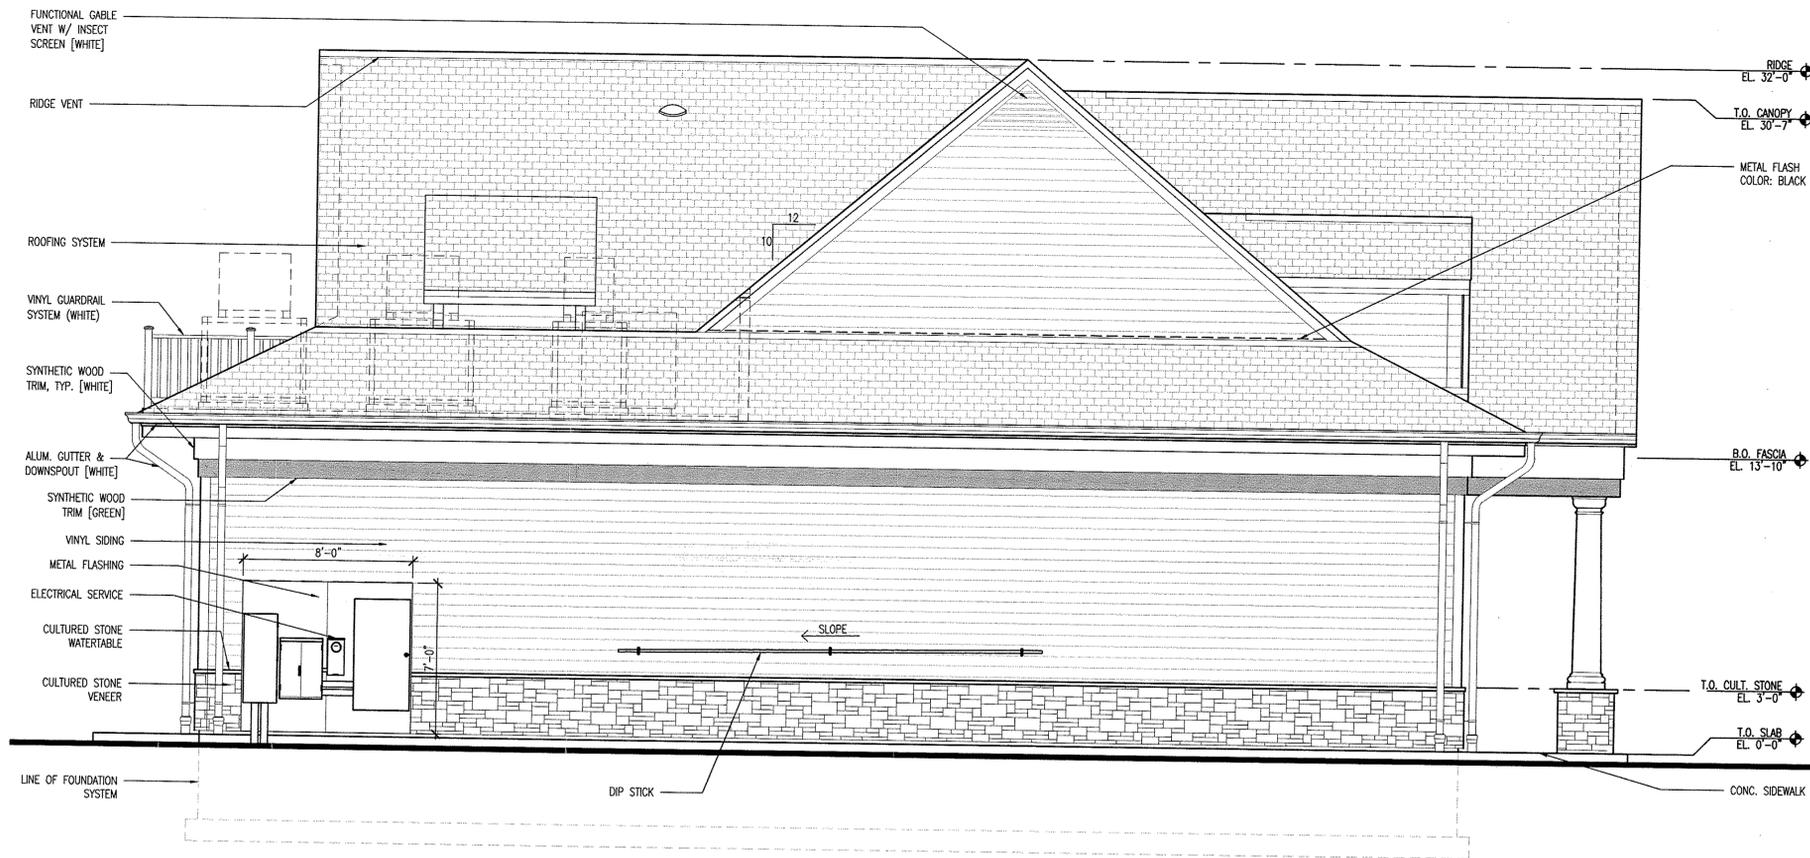 FUNCTIONAL GABLE
VENT W/ INSECT
SCREEN [WHITE]
RIDGE VENT
ROOFING SYSTEM
VINYL GUARDRAIL
SYSTEM (WHITE)
SYNTHETIC WOOD
TRIM, TYP. [WHITE]
ALUM. GUTTER &
DOWNSPOUT [WHITE]
SYNTHETIC WOOD
TRIM [GREEN]
VINYL SIDING
METAL FLASHING
ELECTRICAL SERVICE
CULTURED STONE
WATERTABLE
CULTURED STONE
VENEER
LINE OF FOUNDATION
SYSTEM
12
10
8'-0"
7'-0"
SLOPE
DIP STICK
RIDGE
EL. 32'-0"
T.O. CANOPY
EL. 30'-7"
METAL FLASH
COLOR: BLACK
B.O. FASCIA
EL. 13'-10"
T.O. CULT. STONE
EL. 3'-0"
T.O. SLAB
EL. 0'-0"
CONC. SIDEWALK